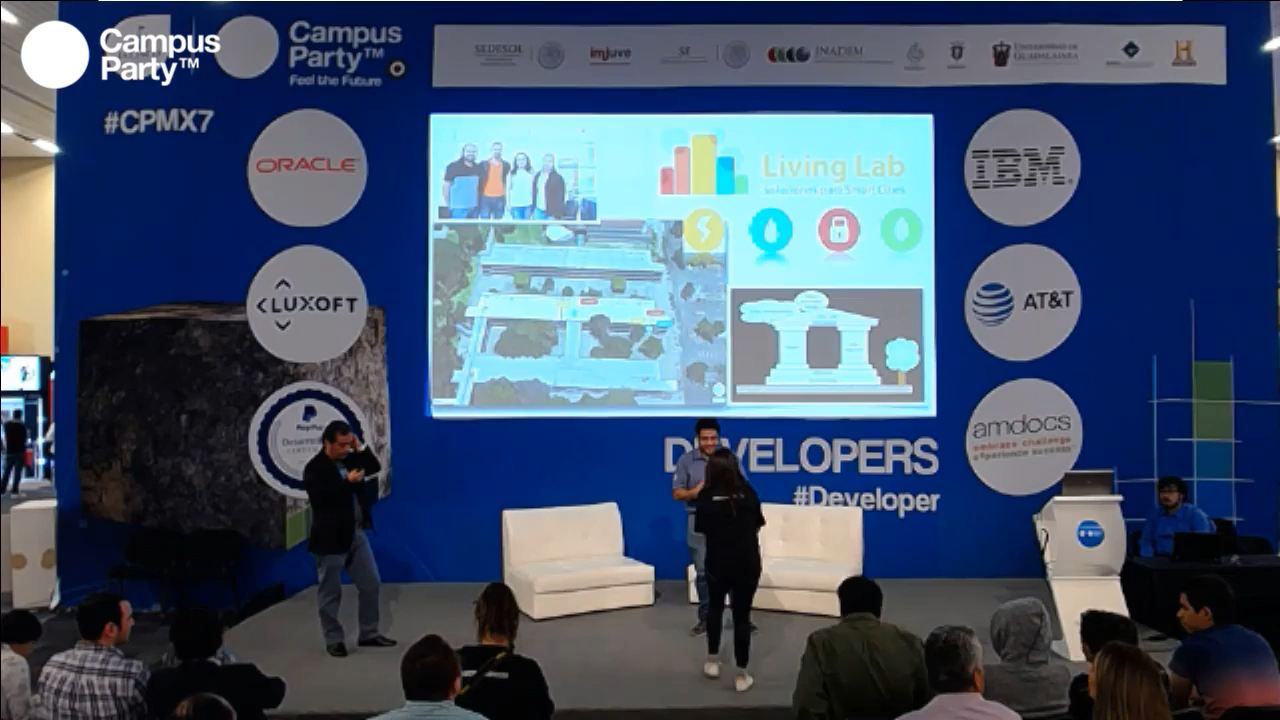 Campus
Party™
Campus
Party™
Feel the Future
#CPMX7
SEDESOL
imjuve
SE
INADEM
UNIVERSIDAD DE
GUADALAJARA
H
ORACLE
IBM
Living Lab
soluciones para Smart Cities
LUXOFT
AT&T
PayPal
amdocs
embrace challenge
experience success
DEVELOPERS
#Developer